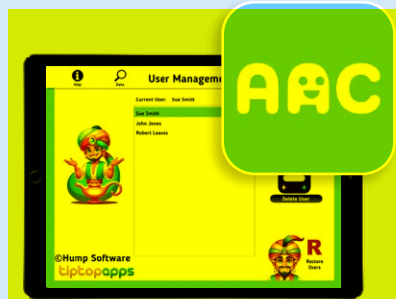 AAC
User Manageme
Help
Data
Current User: Sue Smith
Sue Smith
John Jones
Robert Leaves
Delete User
©Hump Software
tiptopapps
R
Restore
Users